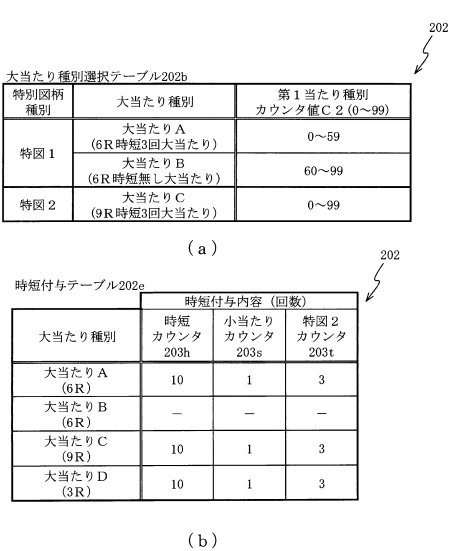 202
大当たり種別選択テーブル202b
特別図柄
種別
大当たり種別
第1当たり種別
カウンタ値C2(0〜99)
特図1
大当たりA
(6R時短3回大当たり)
0〜59
大当たりB
(6R時短無し大当たり)
60〜99
特図2
大当たりC
(9R時短3回大当たり)
0〜99
(a)
202
時短付与テーブル202e
時短付与内容(回数)
大当たり種別
時短
カウンタ
203h
小当たり
カウンタ
203s
特図2
カウンタ
203t
大当たりA
(6R)
10
1
3
大当たりB
(6R)
—
—
—
大当たりC
(9R)
10
1
3
大当たりD
(3R)
10
1
3
(b)